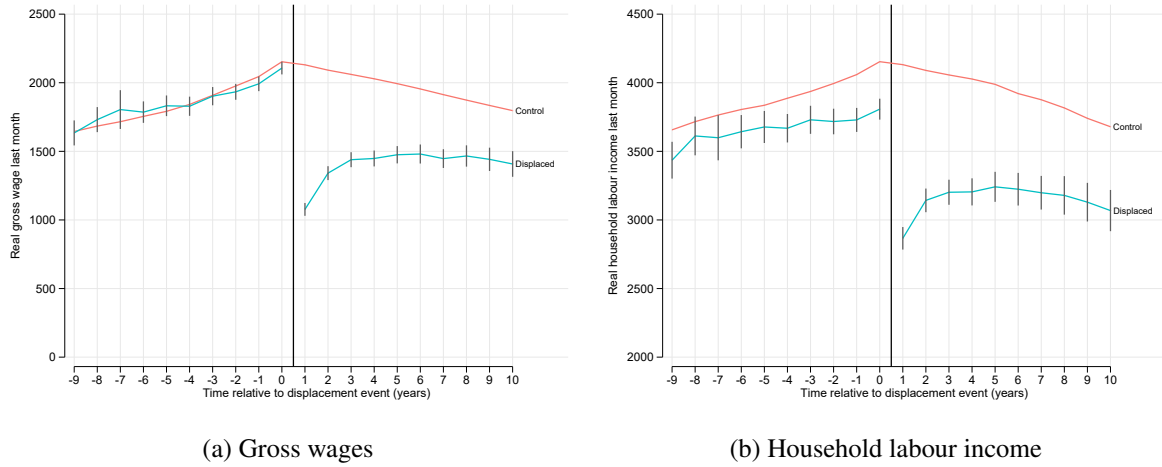 Real gross wage last month
2500
2000
1500
1000
500
0
Control
Displaced
-9 -8 -7 -6 -5 -4 -3 -2 -1 0 1 2 3 4 5 6 7 8 9 10
Time relative to displacement event (years)
(a) Gross wages
Real household labour income last month
4500
4000
3500
3000
2500
2000
Control
Displaced
-9 -8 -7 -6 -5 -4 -3 -2 -1 0 1 2 3 4 5 6 7 8 9 10
Time relative to displacement event (years)
(b) Household labour income